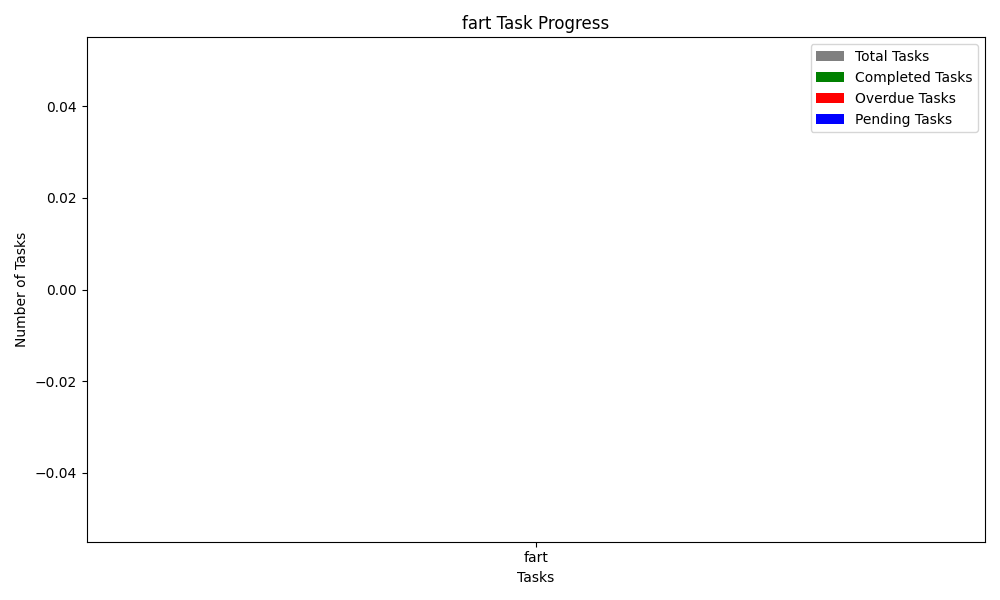 fart Task Progress
Total Tasks
Completed Tasks
Overdue Tasks
Pending Tasks
0.04
0.02
0.00
−0.02
−0.04
Number of Tasks
fart
Tasks